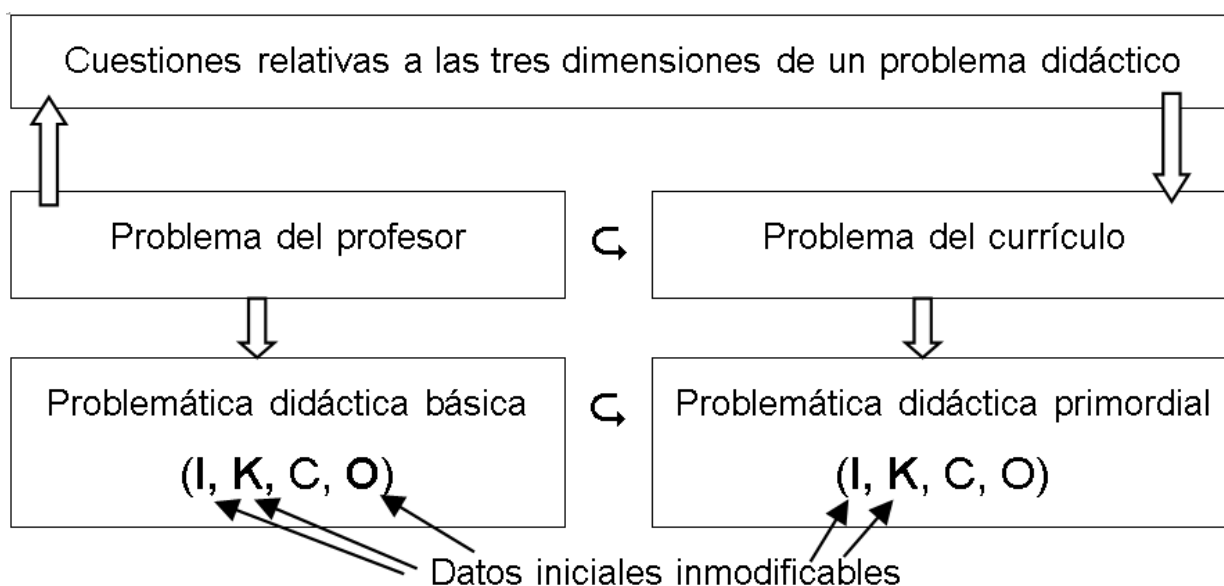 Cuestiones relativas a las tres dimensiones de un problema didáctico
Problema del profesor
Problema del currículo
Problemática didáctica básica
(I, K, C, O)
Problemática didáctica primordial
(I, K, C, O)
Datos iniciales inmodificables